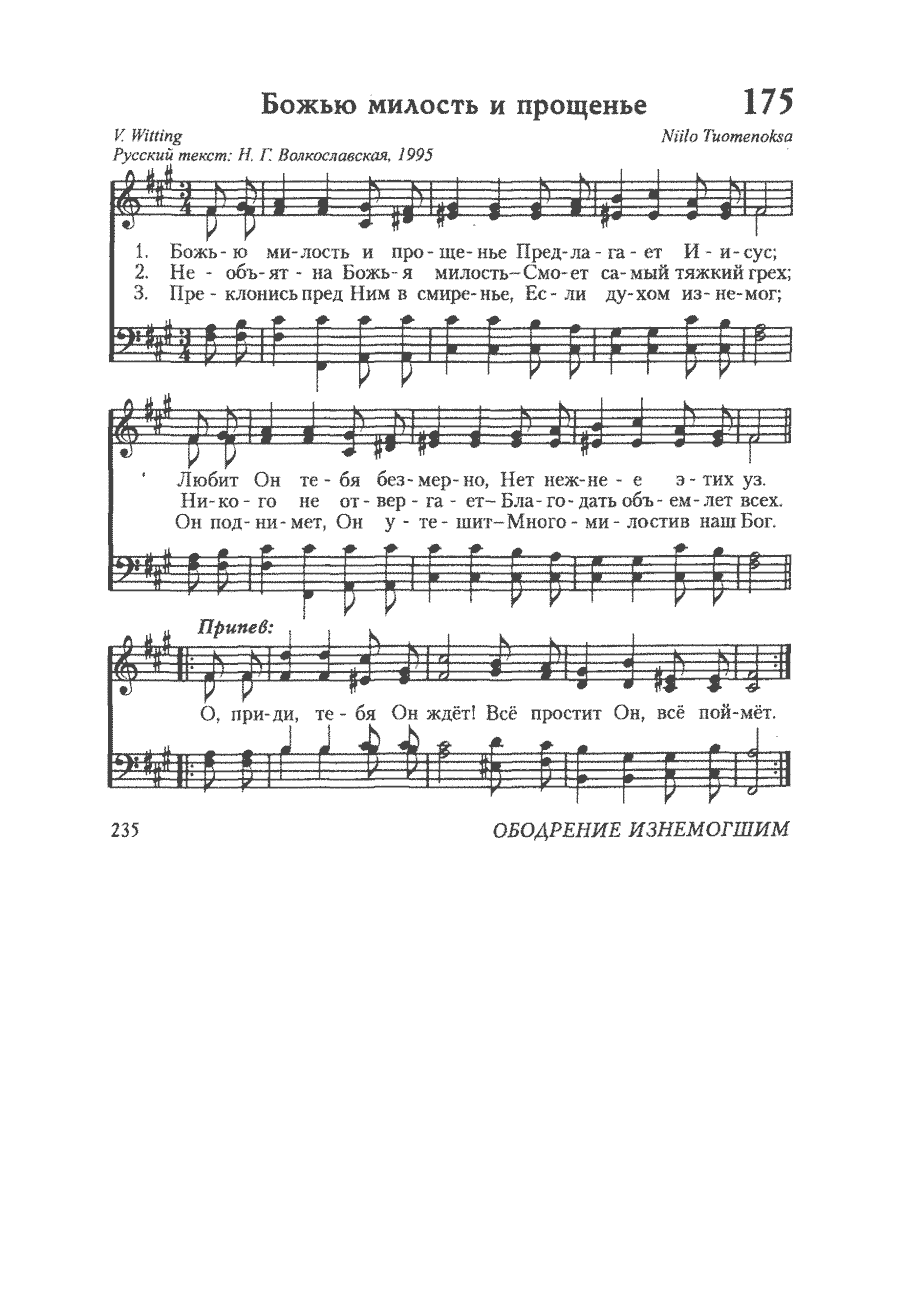 Божью милость и прощенье 175
V. Witting Niilo Tuomenoksa
Русский текст: Н. Г. Волкославская, 1995
1. Божь-ю ми-лость и про-ще-нье Пред-ла-га-ет И-и-сус;
2. Не-объ-ят-на Божь-я милость–Смо-ет са-мый тяжкий грех;
3. Пре-клонись пред Ним в смире-нье, Ес-ли ду-хом из-не-мог;
Любит Он те-бя без-мер-но, Нет неж-не-е э-тих уз.
Ни-ко-го не от-вер-га-ет–Бла-го-дать объ-ем-лет всех.
Он под-ни-мет, Он у-те-шит–Много-ми-лостив наш Бог.
Припев:
О, при-ди, те-бя Он ждёт! Всё простит Он, всё пой-мёт.
235 ОБОДРЕНИЕ ИЗНЕМОГШИМ